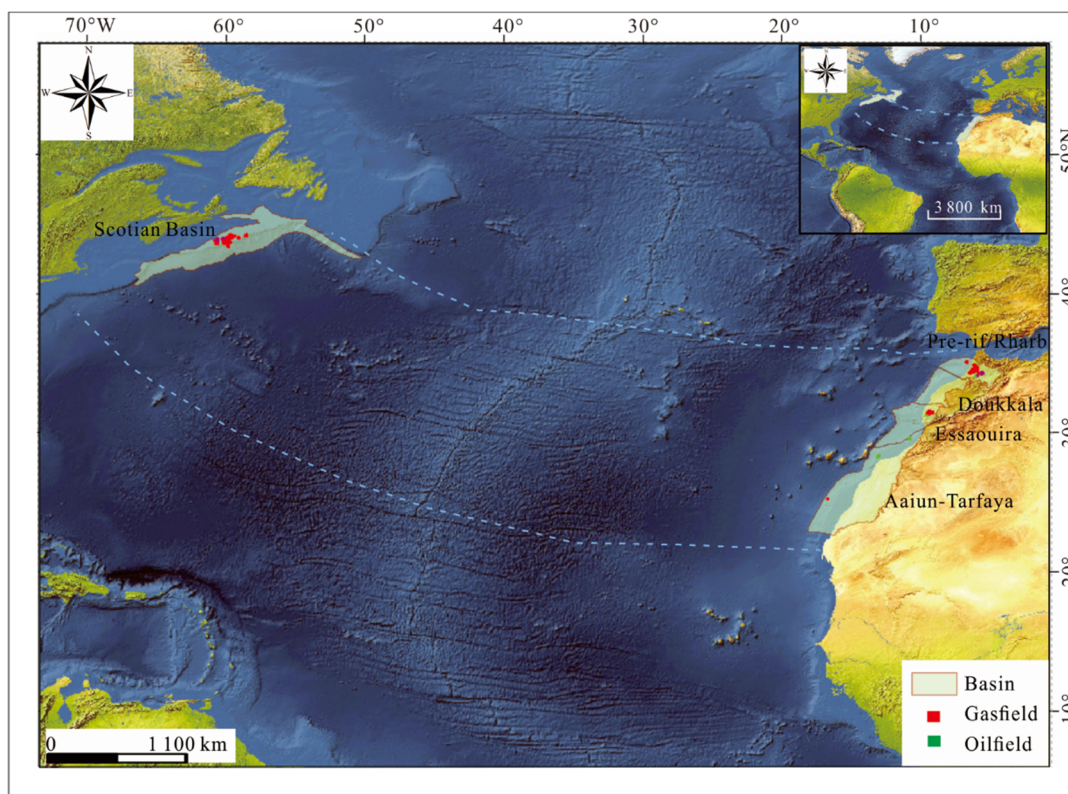 70°W 60° 50° 40° 30° 20° 10°
N
W E
S
N
W E
S
3 800 km
50°N
Scotian Basin
40°
Pre-rif/Rharb
Doukkala
30°
Essaouira
Aaiun-Tarfaya
20°
Basin
Gasfield
Oilfield
10°
0 1 100 km